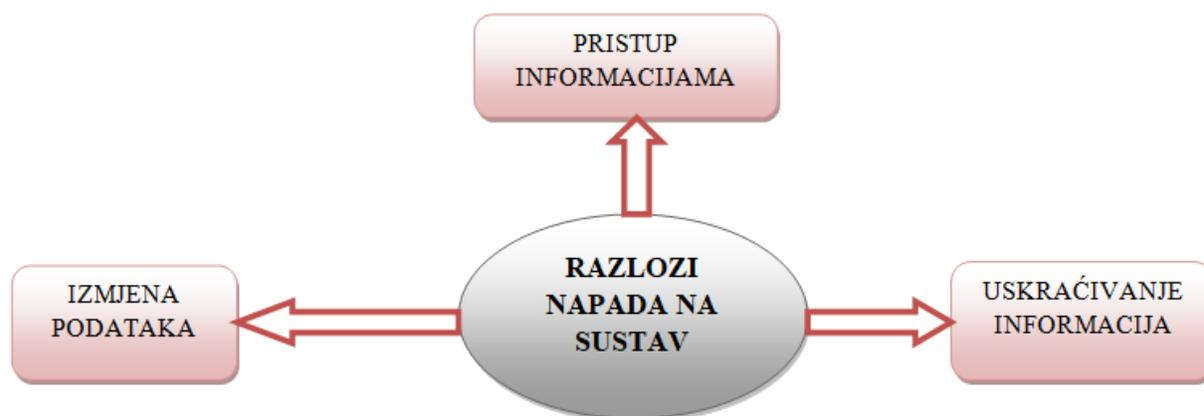 PRISTUP
INFORMACIJAMA
RAZLOZI
NAPADA NA
SUSTAV
IZMJENA
PODATAKA
USKRAĆIVANJE
INFORMACIJA